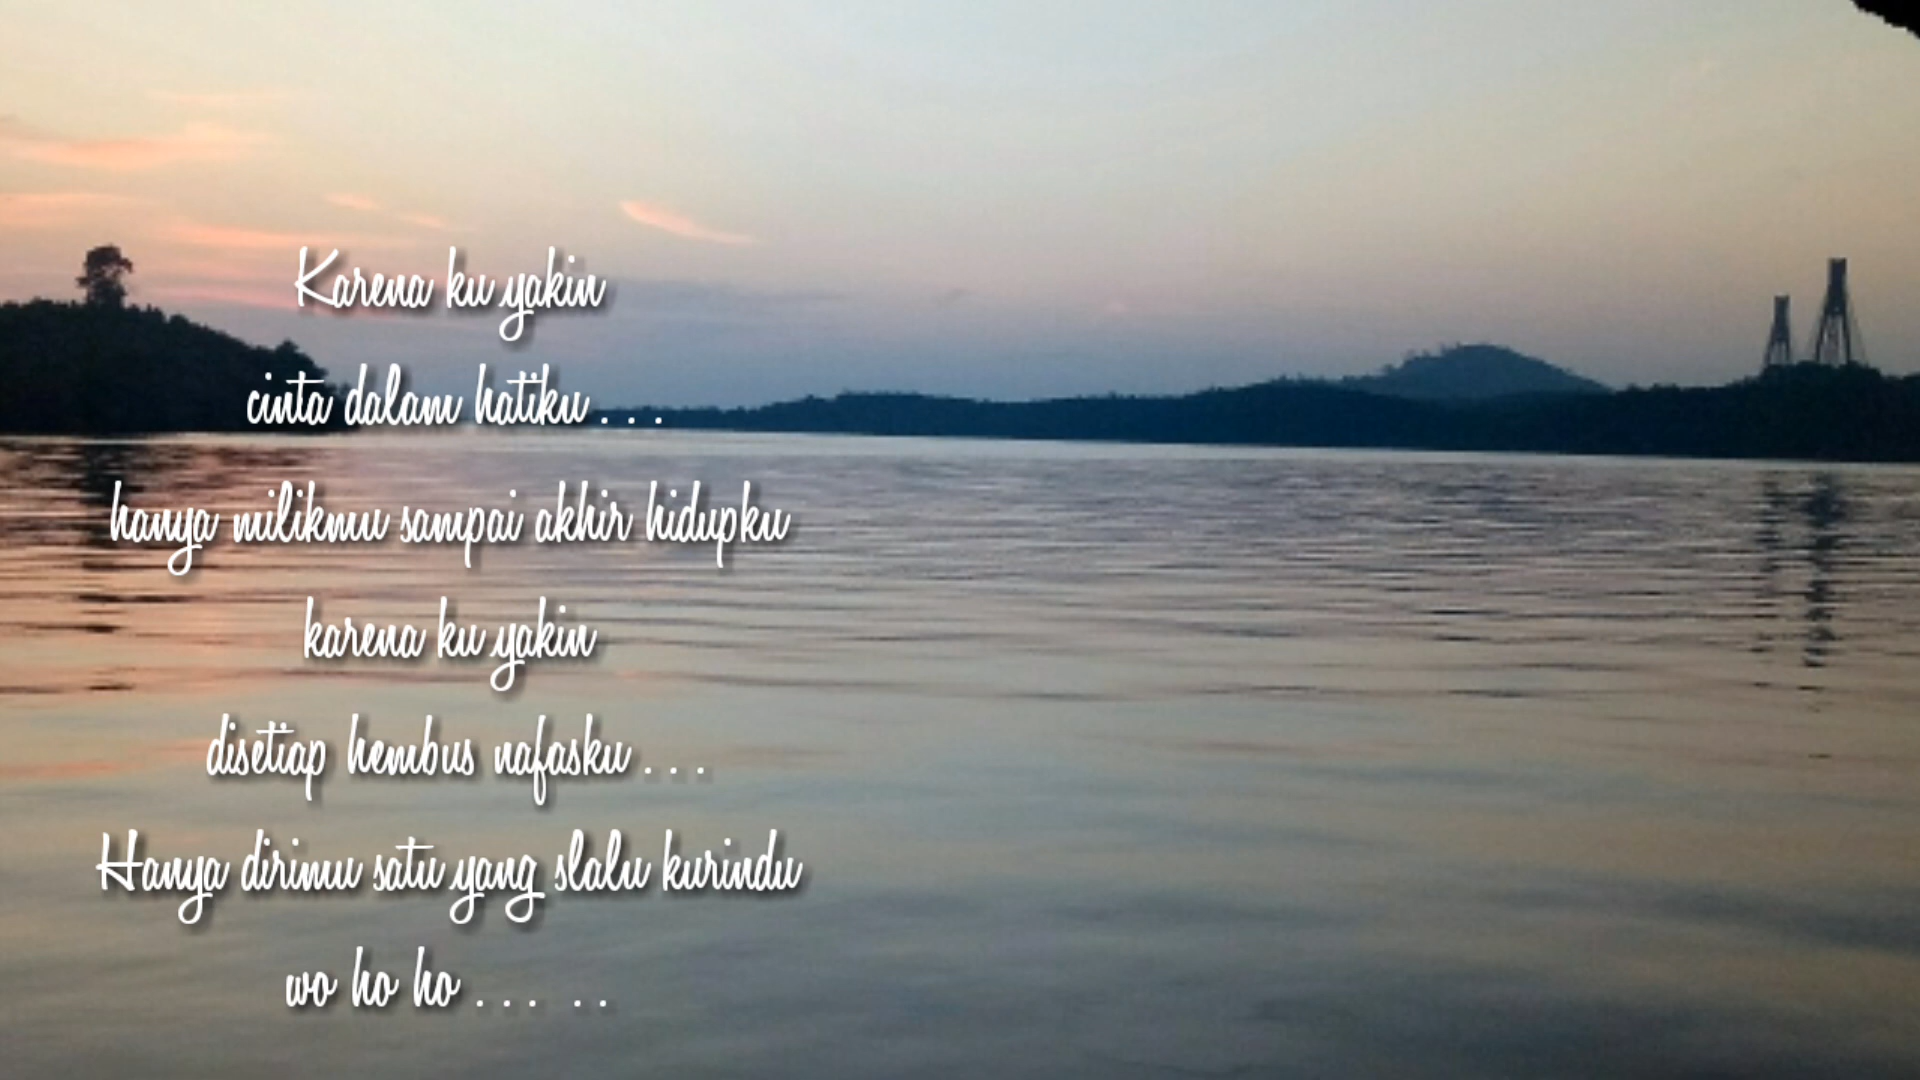 Karena ku yakin
cinta dalam hatiku . . .
hanya milikmu sampai akhir hidupku
karena ku yakin
disetiap hembus nafasku . . .
Hanya dirimu satu yang slalu kurindu
wo ho ho . . . . .